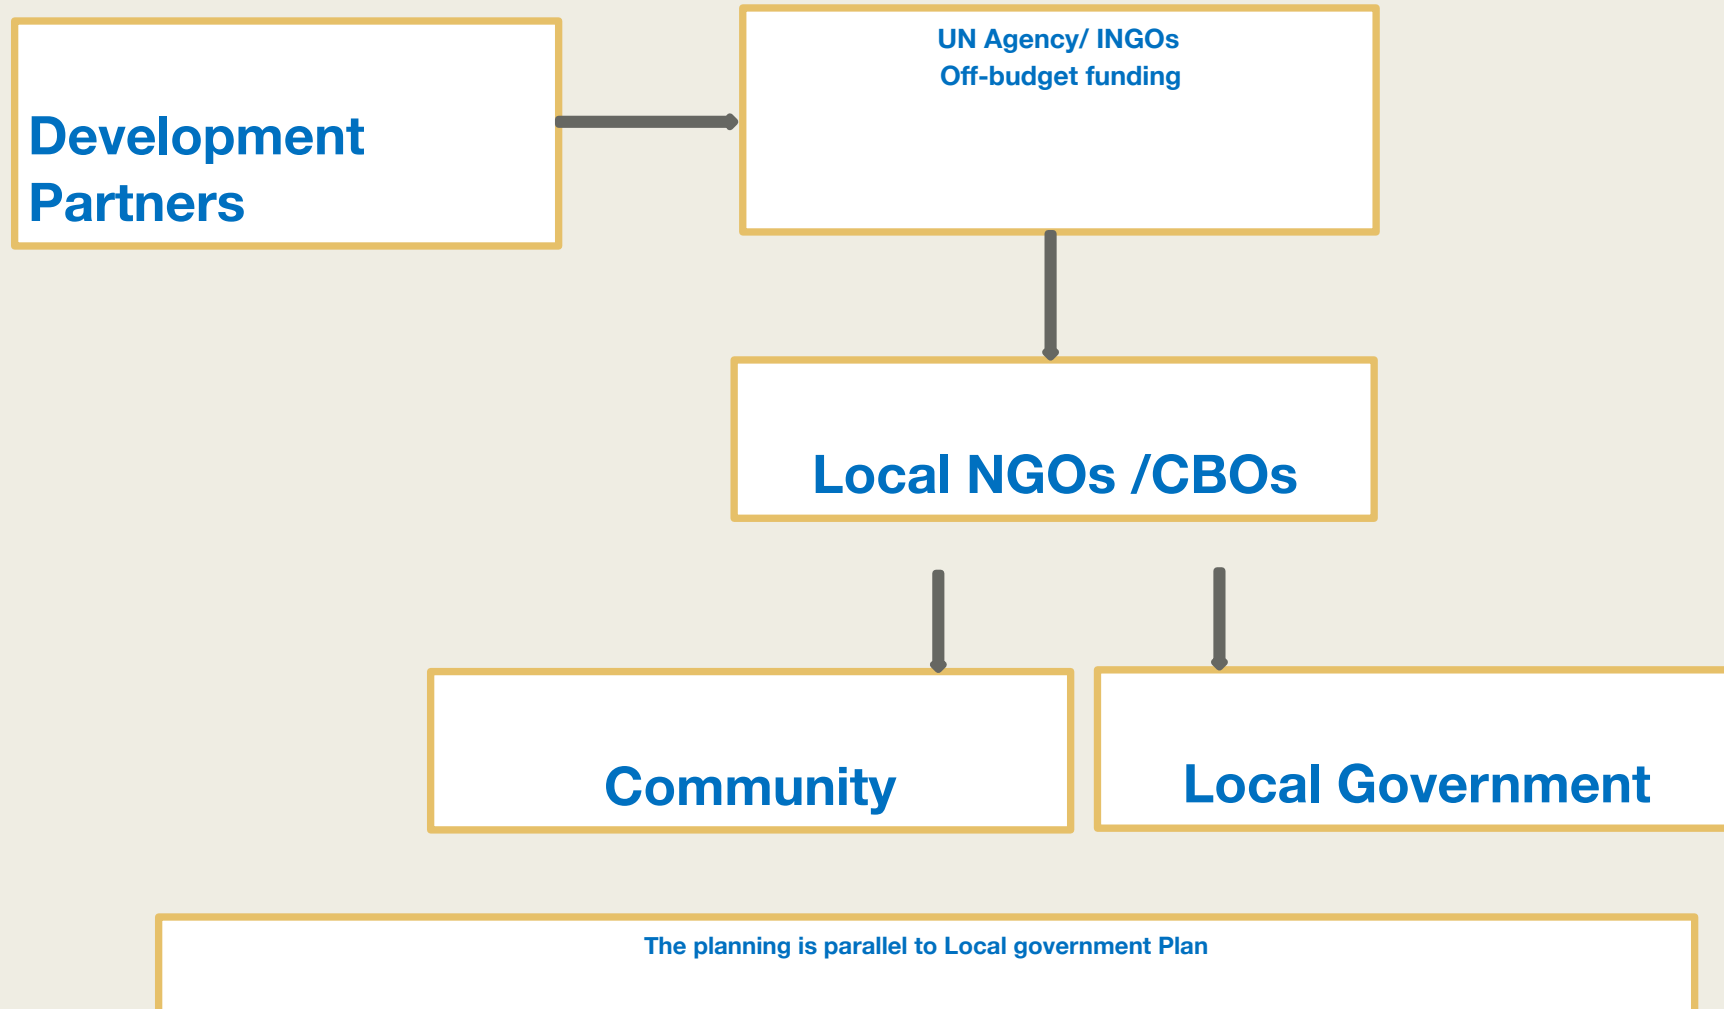 UN Agency/ INGOs
Off-budget funding
Development
Partners
Local NGOs /CBOs
Community
Local Government
The planning is parallel to Local government Plan